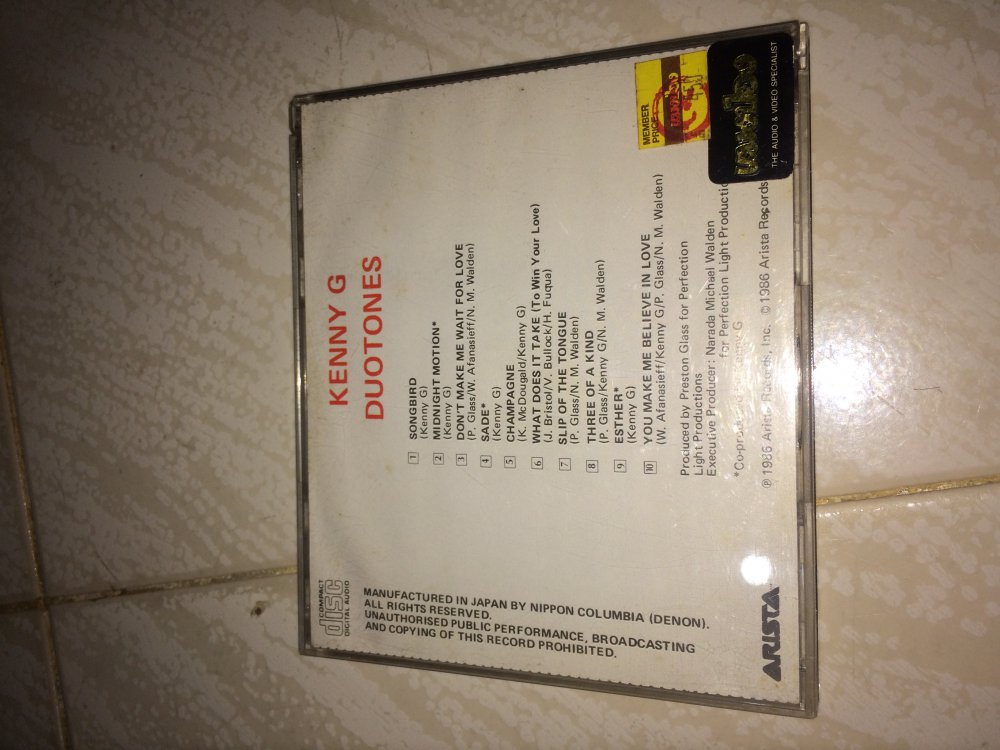 KENNY G
DUOTONES
1 SONGBIRD
(Kenny G)
2 MIDNIGHT MOTION*
(Kenny G)
3 DON'T MAKE ME WAIT FOR LOVE
(P. Glass/W. Afanasieff/N. M. Walden)
4 SADE*
(Kenny G)
5 CHAMPAGNE
(K. McDougald/Kenny G)
6 WHAT DOES IT TAKE (To Win Your Love)
(J. Bristol/V. Bullock/H. Fuqua)
7 SLIP OF THE TONGUE
(P. Glass/N. M. Walden)
8 THREE OF A KIND
(P. Glass/Kenny G/N. M. Walden)
9 ESTHER*
(Kenny G)
10 YOU MAKE ME BELIEVE IN LOVE
(W. Afanasieff/Kenny G/P. Glass/N. M. Walden)
Produced by Preston Glass for Perfection
Light Productions
Executive Producer: Narada Michael Walden
for Perfection Light Productio
*Co-produced by Kenny G
℗ 1986 Arista Records, Inc. © 1986 Arista Records
COMPACT
disc
DIGITAL AUDIO
MANUFACTURED IN JAPAN BY NIPPON COLUMBIA (DENON).
ALL RIGHTS RESERVED.
UNAUTHORISED PUBLIC PERFORMANCE, BROADCASTING
AND COPYING OF THIS RECORD PROHIBITED.
ARISTA
MEMBER
PRICE
THE AUDIO & VIDEO SPECIALIST